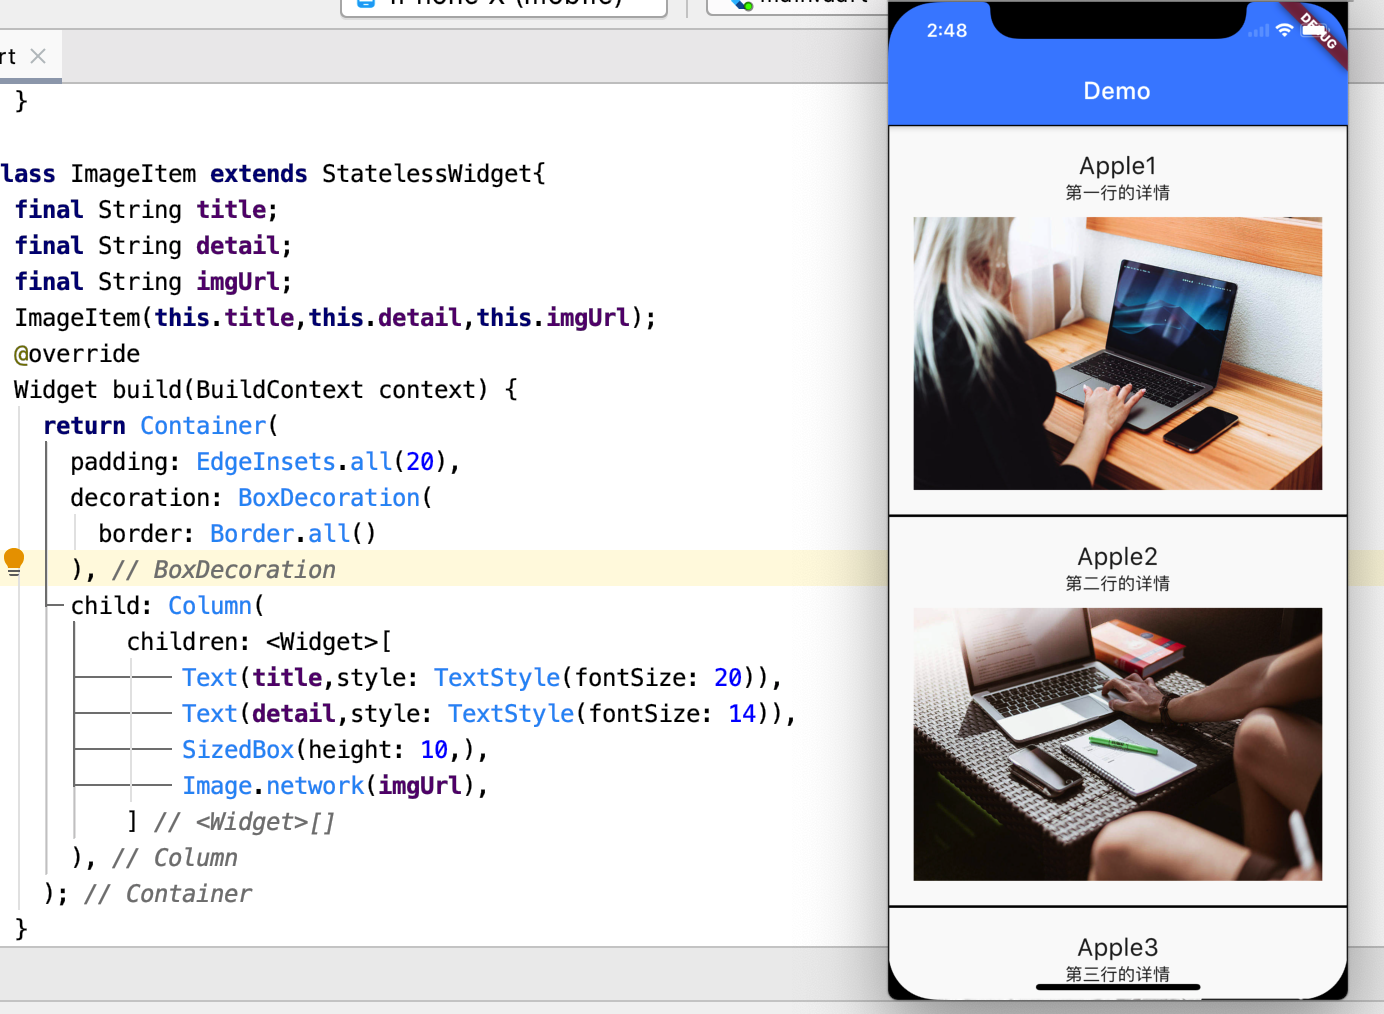 rt
}
lass ImageItem extends StatelessWidget{
final String title;
final String detail;
final String imgUrl;
ImageItem(this.title,this.detail,this.imgUrl);
@override
Widget build(BuildContext context) {
return Container(
padding: EdgeInsets.all(20),
decoration: BoxDecoration(
border: Border.all()
), // BoxDecoration
child: Column(
children: <Widget>[
Text(title,style: TextStyle(fontSize: 20)),
Text(detail,style: TextStyle(fontSize: 14)),
SizedBox(height: 10,),
Image.network(imgUrl),
] // <Widget>[]
), // Column
); // Container
}
2:48
DEBUG
Demo
Apple1
第一行的详情
Apple2
第二行的详情
Apple3
第三行的详情